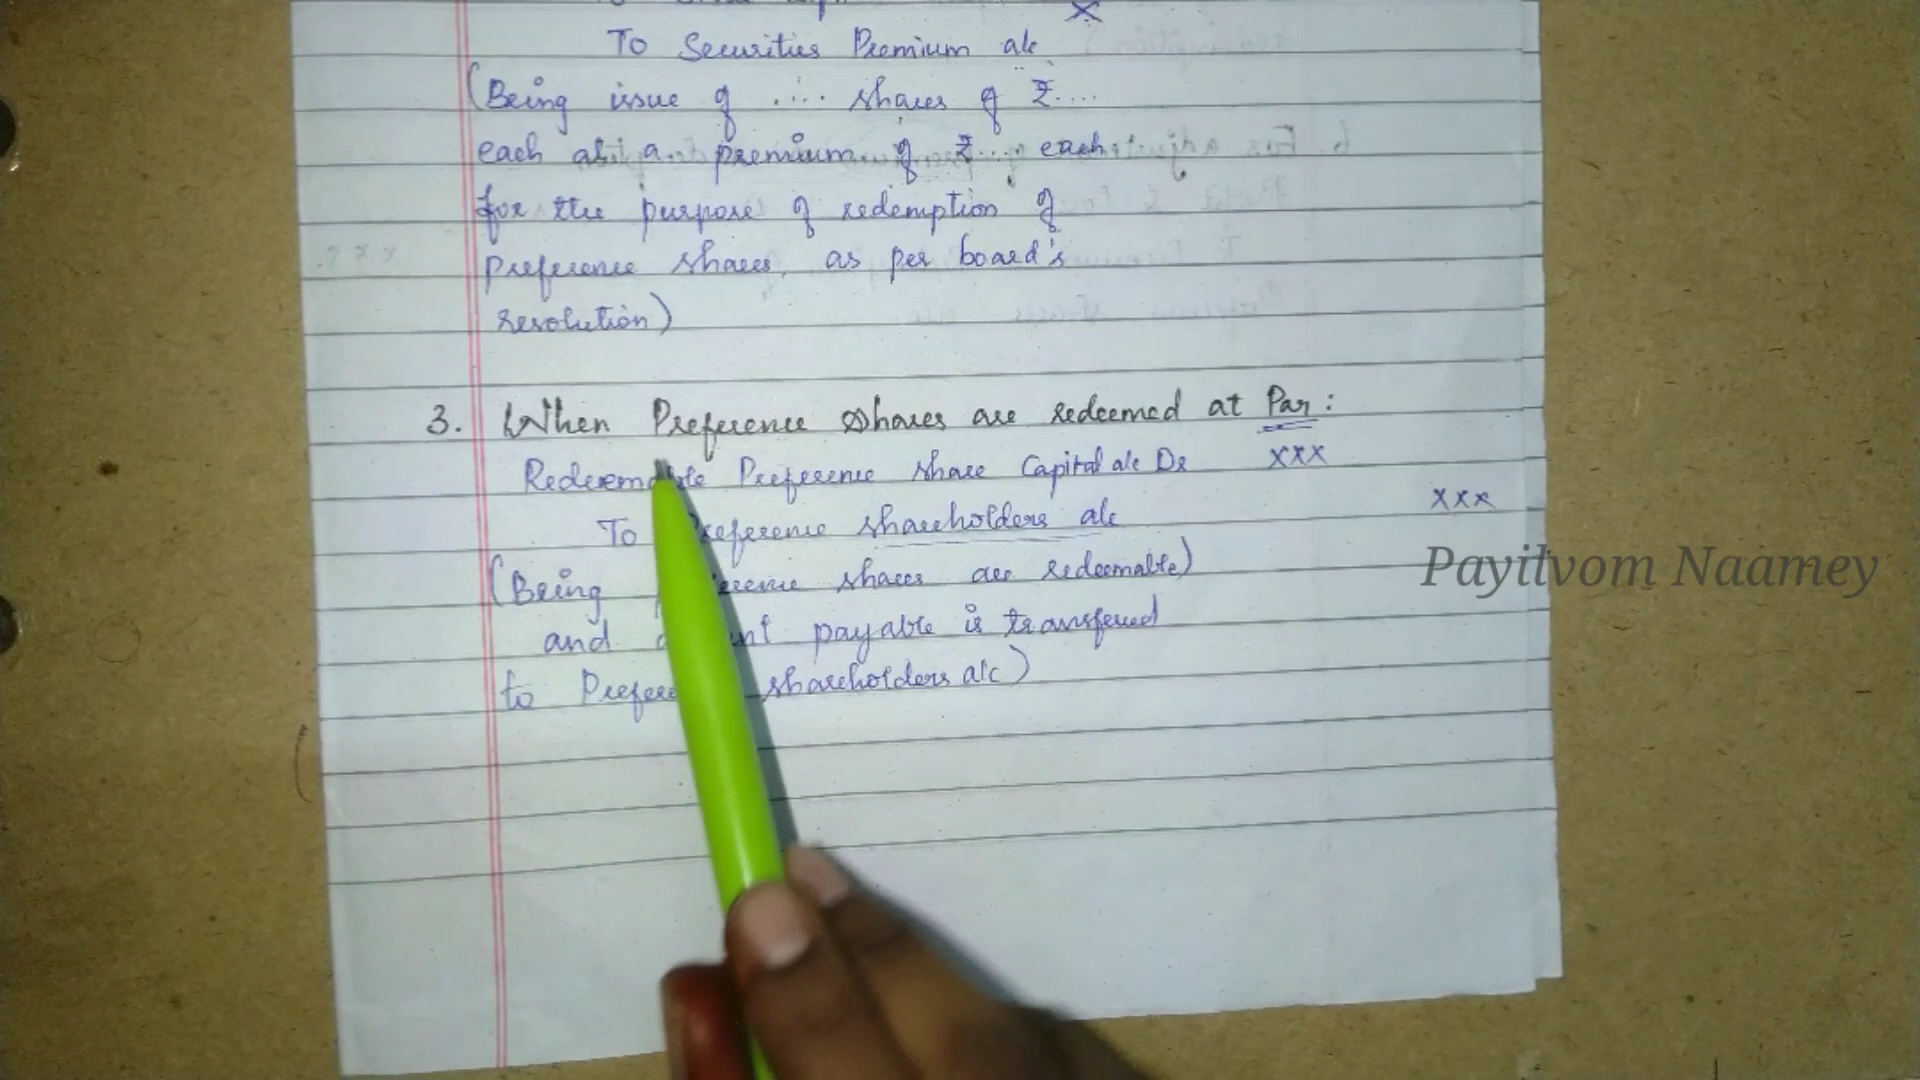 To Securities Premium a/c
(Being issue of .... shares of ₹....
each at a premium of ₹.... each
for the purpose of redemption of
preference shares, as per board's
resolution)
3. When Preference shares are redeemed at Par:
Redeemable Preference share Capital a/c Dr xxx
To Preference shareholders a/c xxx
(Being shares are redeemable)
and payable is transferred
to shareholders a/c)
Payilvom Naamey